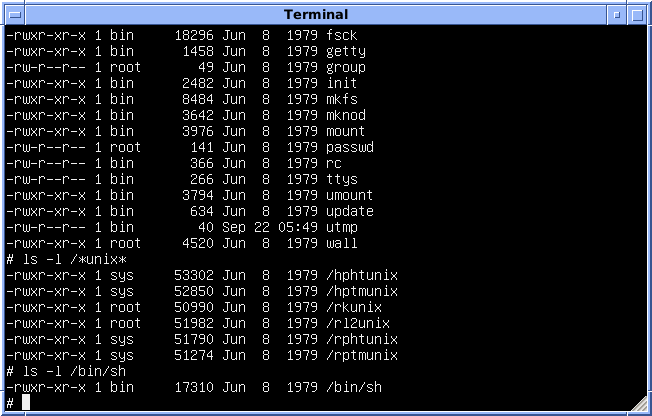 Terminal
-rwxr-xr-x 1 bin     18296 Jun  8  1979 fsck
-rwxr-xr-x 1 bin      1458 Jun  8  1979 getty
-rw-r--r-- 1 root       49 Jun  8  1979 group
-rwxr-xr-x 1 bin      2482 Jun  8  1979 init
-rwxr-xr-x 1 bin      8484 Jun  8  1979 mkfs
-rwxr-xr-x 1 bin      3642 Jun  8  1979 mknod
-rwxr-xr-x 1 bin      3976 Jun  8  1979 mount
-rw-r--r-- 1 root      141 Jun  8  1979 passwd
-rw-r--r-- 1 bin       366 Jun  8  1979 rc
-rw-r--r-- 1 bin       266 Jun  8  1979 ttys
-rwxr-xr-x 1 bin      3794 Jun  8  1979 umount
-rwxr-xr-x 1 bin       634 Jun  8  1979 update
-rw-r--r-- 1 bin        40 Sep 22 05:49 utmp
-rwxr-xr-x 1 root     4520 Jun  8  1979 wall
# ls -l /*unix*
-rwxr-xr-x 1 sys     53302 Jun  8  1979 /hphtunix
-rwxr-xr-x 1 sys     52850 Jun  8  1979 /hptmunix
-rwxr-xr-x 1 root    50990 Jun  8  1979 /rkunix
-rwxr-xr-x 1 root    51982 Jun  8  1979 /rl2unix
-rwxr-xr-x 1 sys     51790 Jun  8  1979 /rphtunix
-rwxr-xr-x 1 sys     51274 Jun  8  1979 /rptmunix
# ls -l /bin/sh
-rwxr-xr-x 1 bin     17310 Jun  8  1979 /bin/sh
#